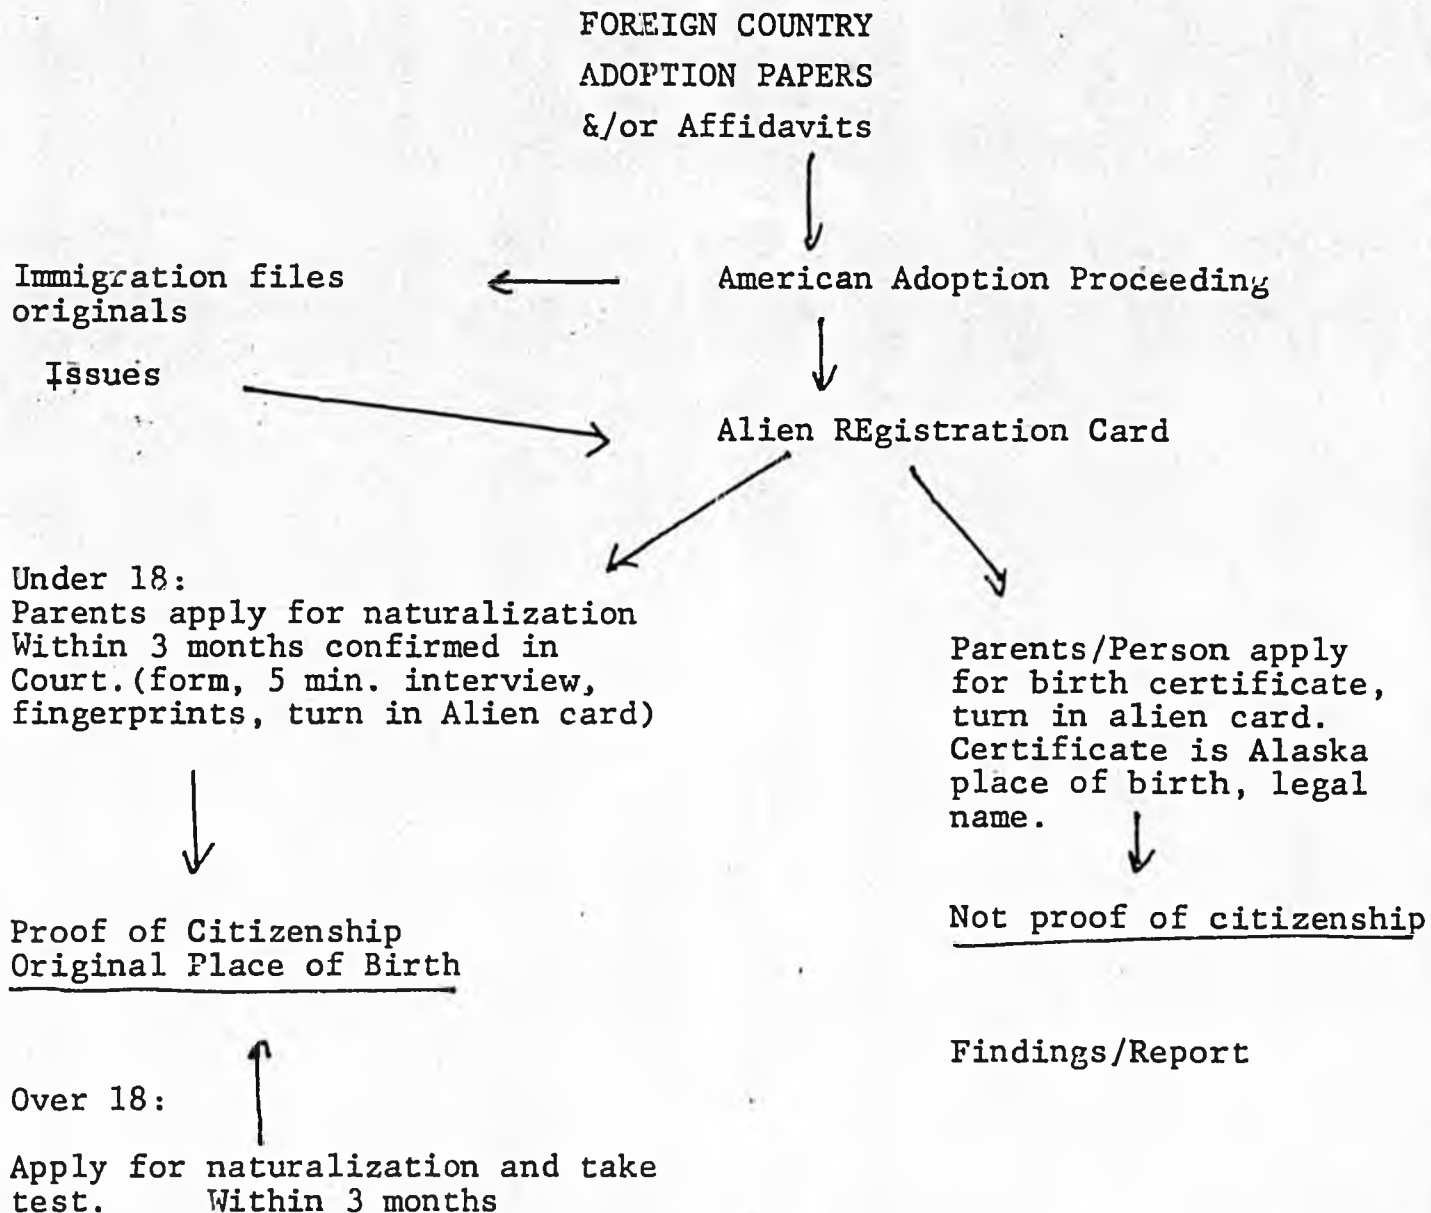 FOREIGN COUNTRY
ADOPTION PAPERS
&/or Affidavits
American Adoption Proceeding
Immigration files
originals
Issues
Alien REgistration Card
Under 18:
Parents apply for naturalization
Within 3 months confirmed in
Court.(form, 5 min. interview,
fingerprints, turn in Alien card)
Parents/Person apply
for birth certificate,
turn in alien card.
Certificate is Alaska
place of birth, legal
name.
Proof of Citizenship
Original Place of Birth
Not proof of citizenship
Findings/Report
Over 18:
Apply for naturalization and take
test. Within 3 months